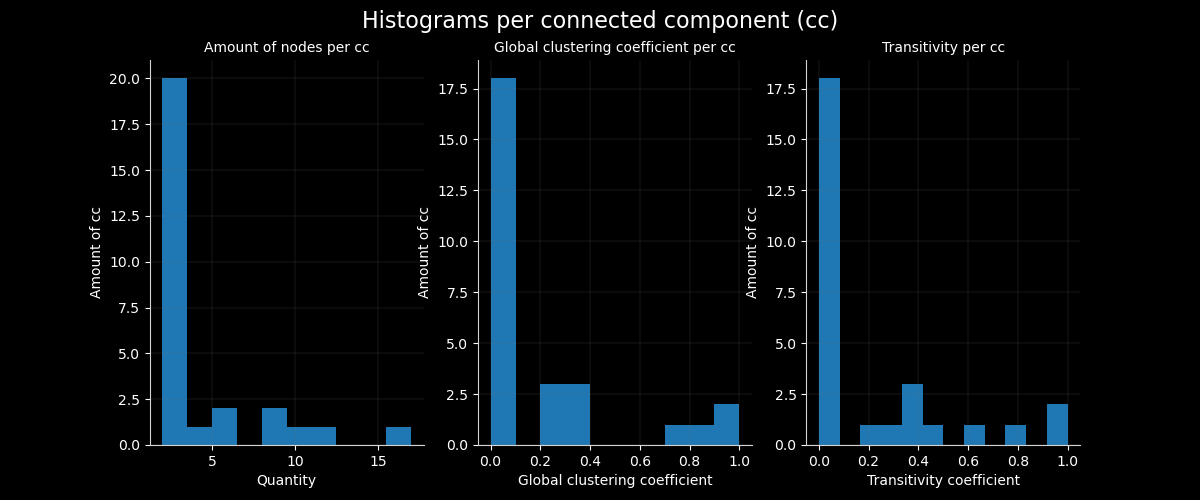 Histograms per connected component (cc)
Amount of nodes per cc
20.0
17.5
15.0
12.5
10.0
7.5
5.0
2.5
0.0
Amount of cc
5 10 15
Quantity
Global clustering coefficient per cc
17.5
15.0
12.5
10.0
7.5
5.0
2.5
0.0
Amount of cc
0.0 0.2 0.4 0.6 0.8 1.0
Global clustering coefficient
Transitivity per cc
17.5
15.0
12.5
10.0
7.5
5.0
2.5
0.0
Amount of cc
0.0 0.2 0.4 0.6 0.8 1.0
Transitivity coefficient